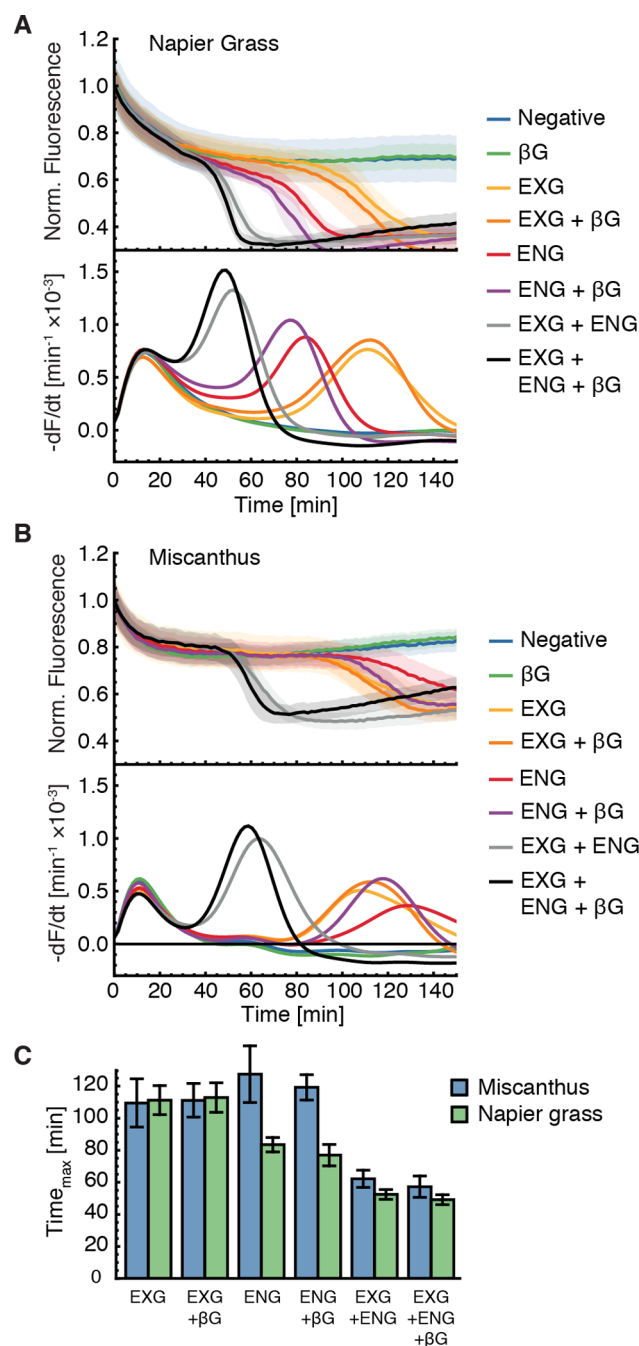 A
Napier Grass
Norm. Fluorescence
1.2
1.0
0.8
0.6
0.4
Negative
βG
EXG
EXG + βG
ENG
ENG + βG
EXG + ENG
EXG +
ENG + βG
-dF/dt [min⁻¹ ×10⁻³]
1.5
1.0
0.5
0.0
0 20 40 60 80 100 120 140
Time [min]
B
Miscanthus
Norm. Fluorescence
1.2
1.0
0.8
0.6
0.4
Negative
βG
EXG
EXG + βG
ENG
ENG + βG
EXG + ENG
EXG +
ENG + βG
-dF/dt [min⁻¹ ×10⁻³]
1.5
1.0
0.5
0.0
0 20 40 60 80 100 120 140
Time [min]
C
Time_max [min]
120
100
80
60
40
20
0
Miscanthus
Napier grass
EXG EXG ENG ENG EXG EXG
+βG +βG +ENG +ENG
+βG